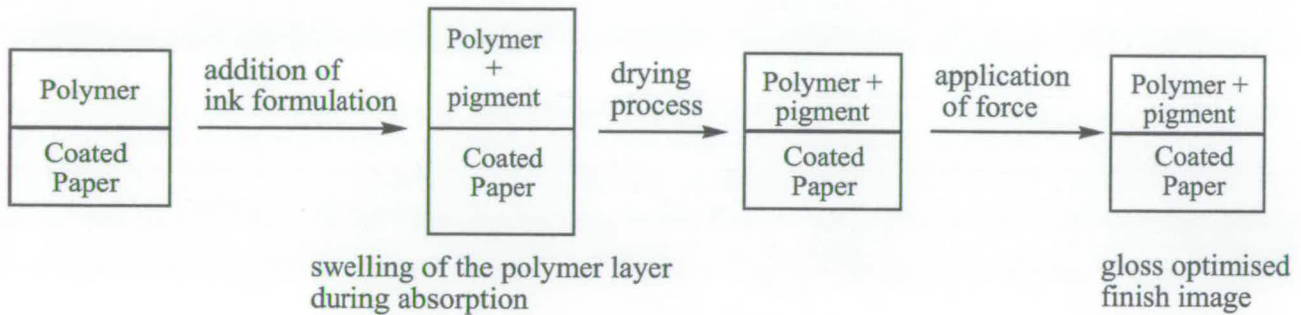 Polymer
Coated
Paper
addition of
ink formulation
Polymer
+
pigment
Coated
Paper
swelling of the polymer layer
during absorption
drying
process
Polymer +
pigment
Coated
Paper
application
of force
Polymer +
pigment
Coated
Paper
gloss optimised
finish image